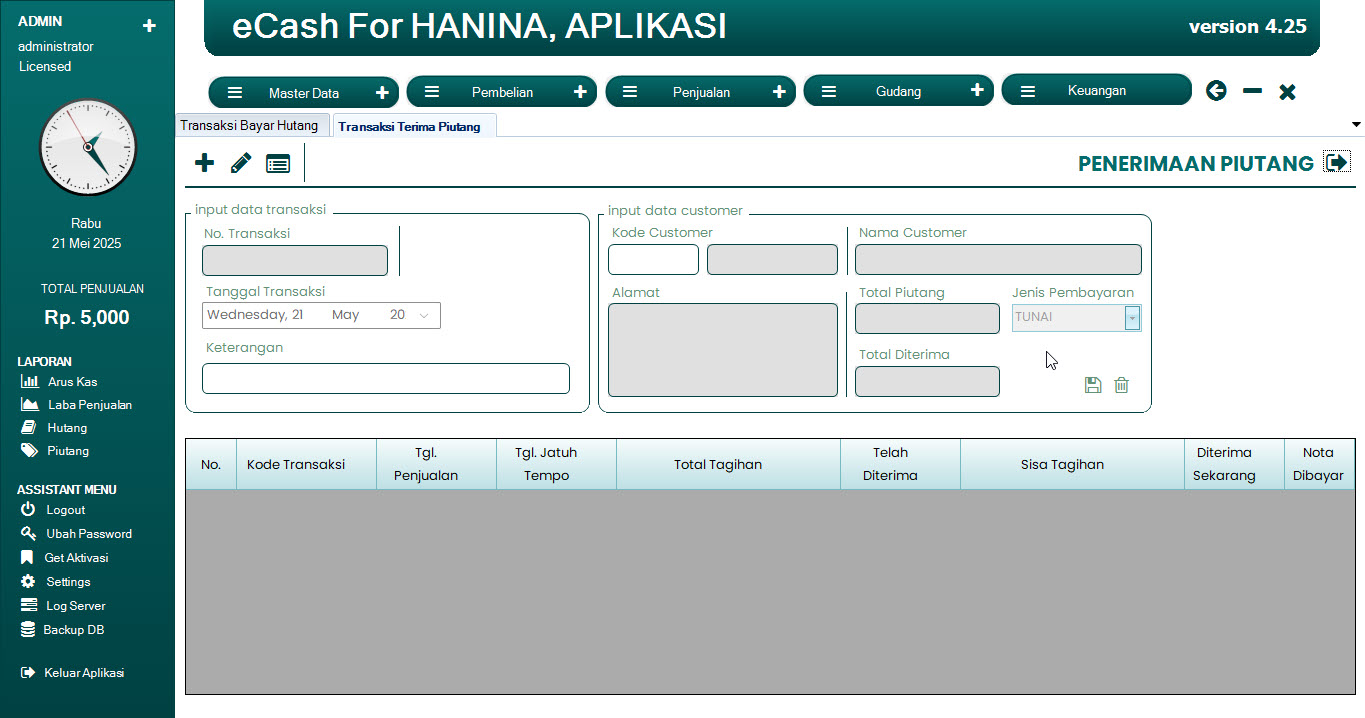 ADMIN
administrator
Licensed
eCash For HANINA, APLIKASI
version 4.25
Master Data
Pembelian
Penjualan
Gudang
Keuangan
Transaksi Bayar Hutang
Transaksi Terima Piutang
PENERIMAAN PIUTANG
Rabu
21 Mei 2025
TOTAL PENJUALAN
Rp. 5,000
LAPORAN
Arus Kas
Laba Penjualan
Hutang
Piutang
ASSISTANT MENU
Logout
Ubah Password
Get Aktivasi
Settings
Log Server
Backup DB
Keluar Aplikasi
input data transaksi
No. Transaksi
Tanggal Transaksi
Wednesday, 21 May 20
Keterangan
input data customer
Kode Customer
Nama Customer
Alamat
Total Piutang
Jenis Pembayaran
TUNAI
Total Diterima
No.
Kode Transaksi
Tgl.
Penjualan
Tgl. Jatuh
Tempo
Total Tagihan
Telah
Diterima
Sisa Tagihan
Diterima
Sekarang
Nota
Dibayar